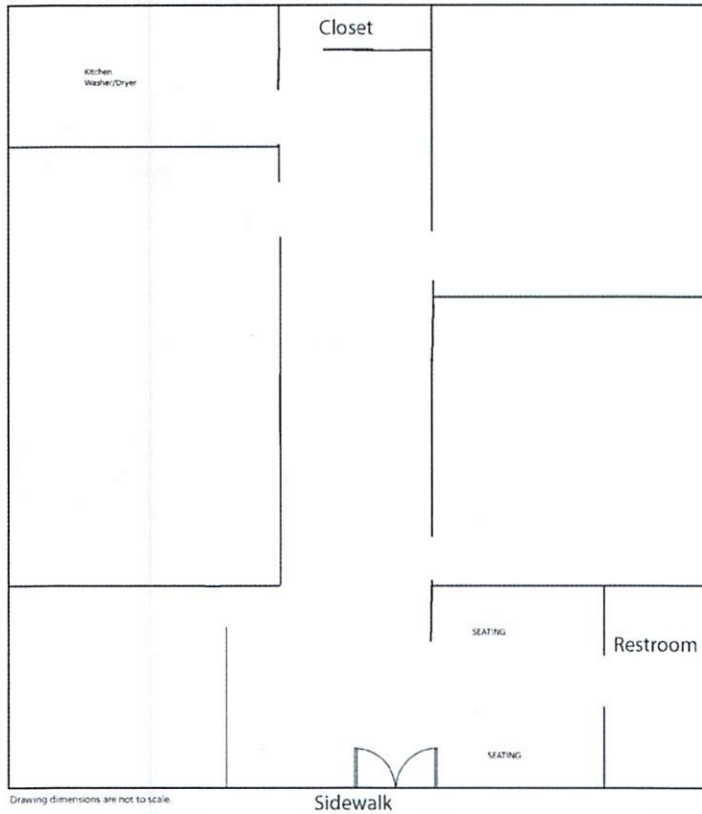 Closet
Kitchen
Washer/Dryer
SEATING
Restroom
SEATING
Drawing dimensions are not to scale.
Sidewalk